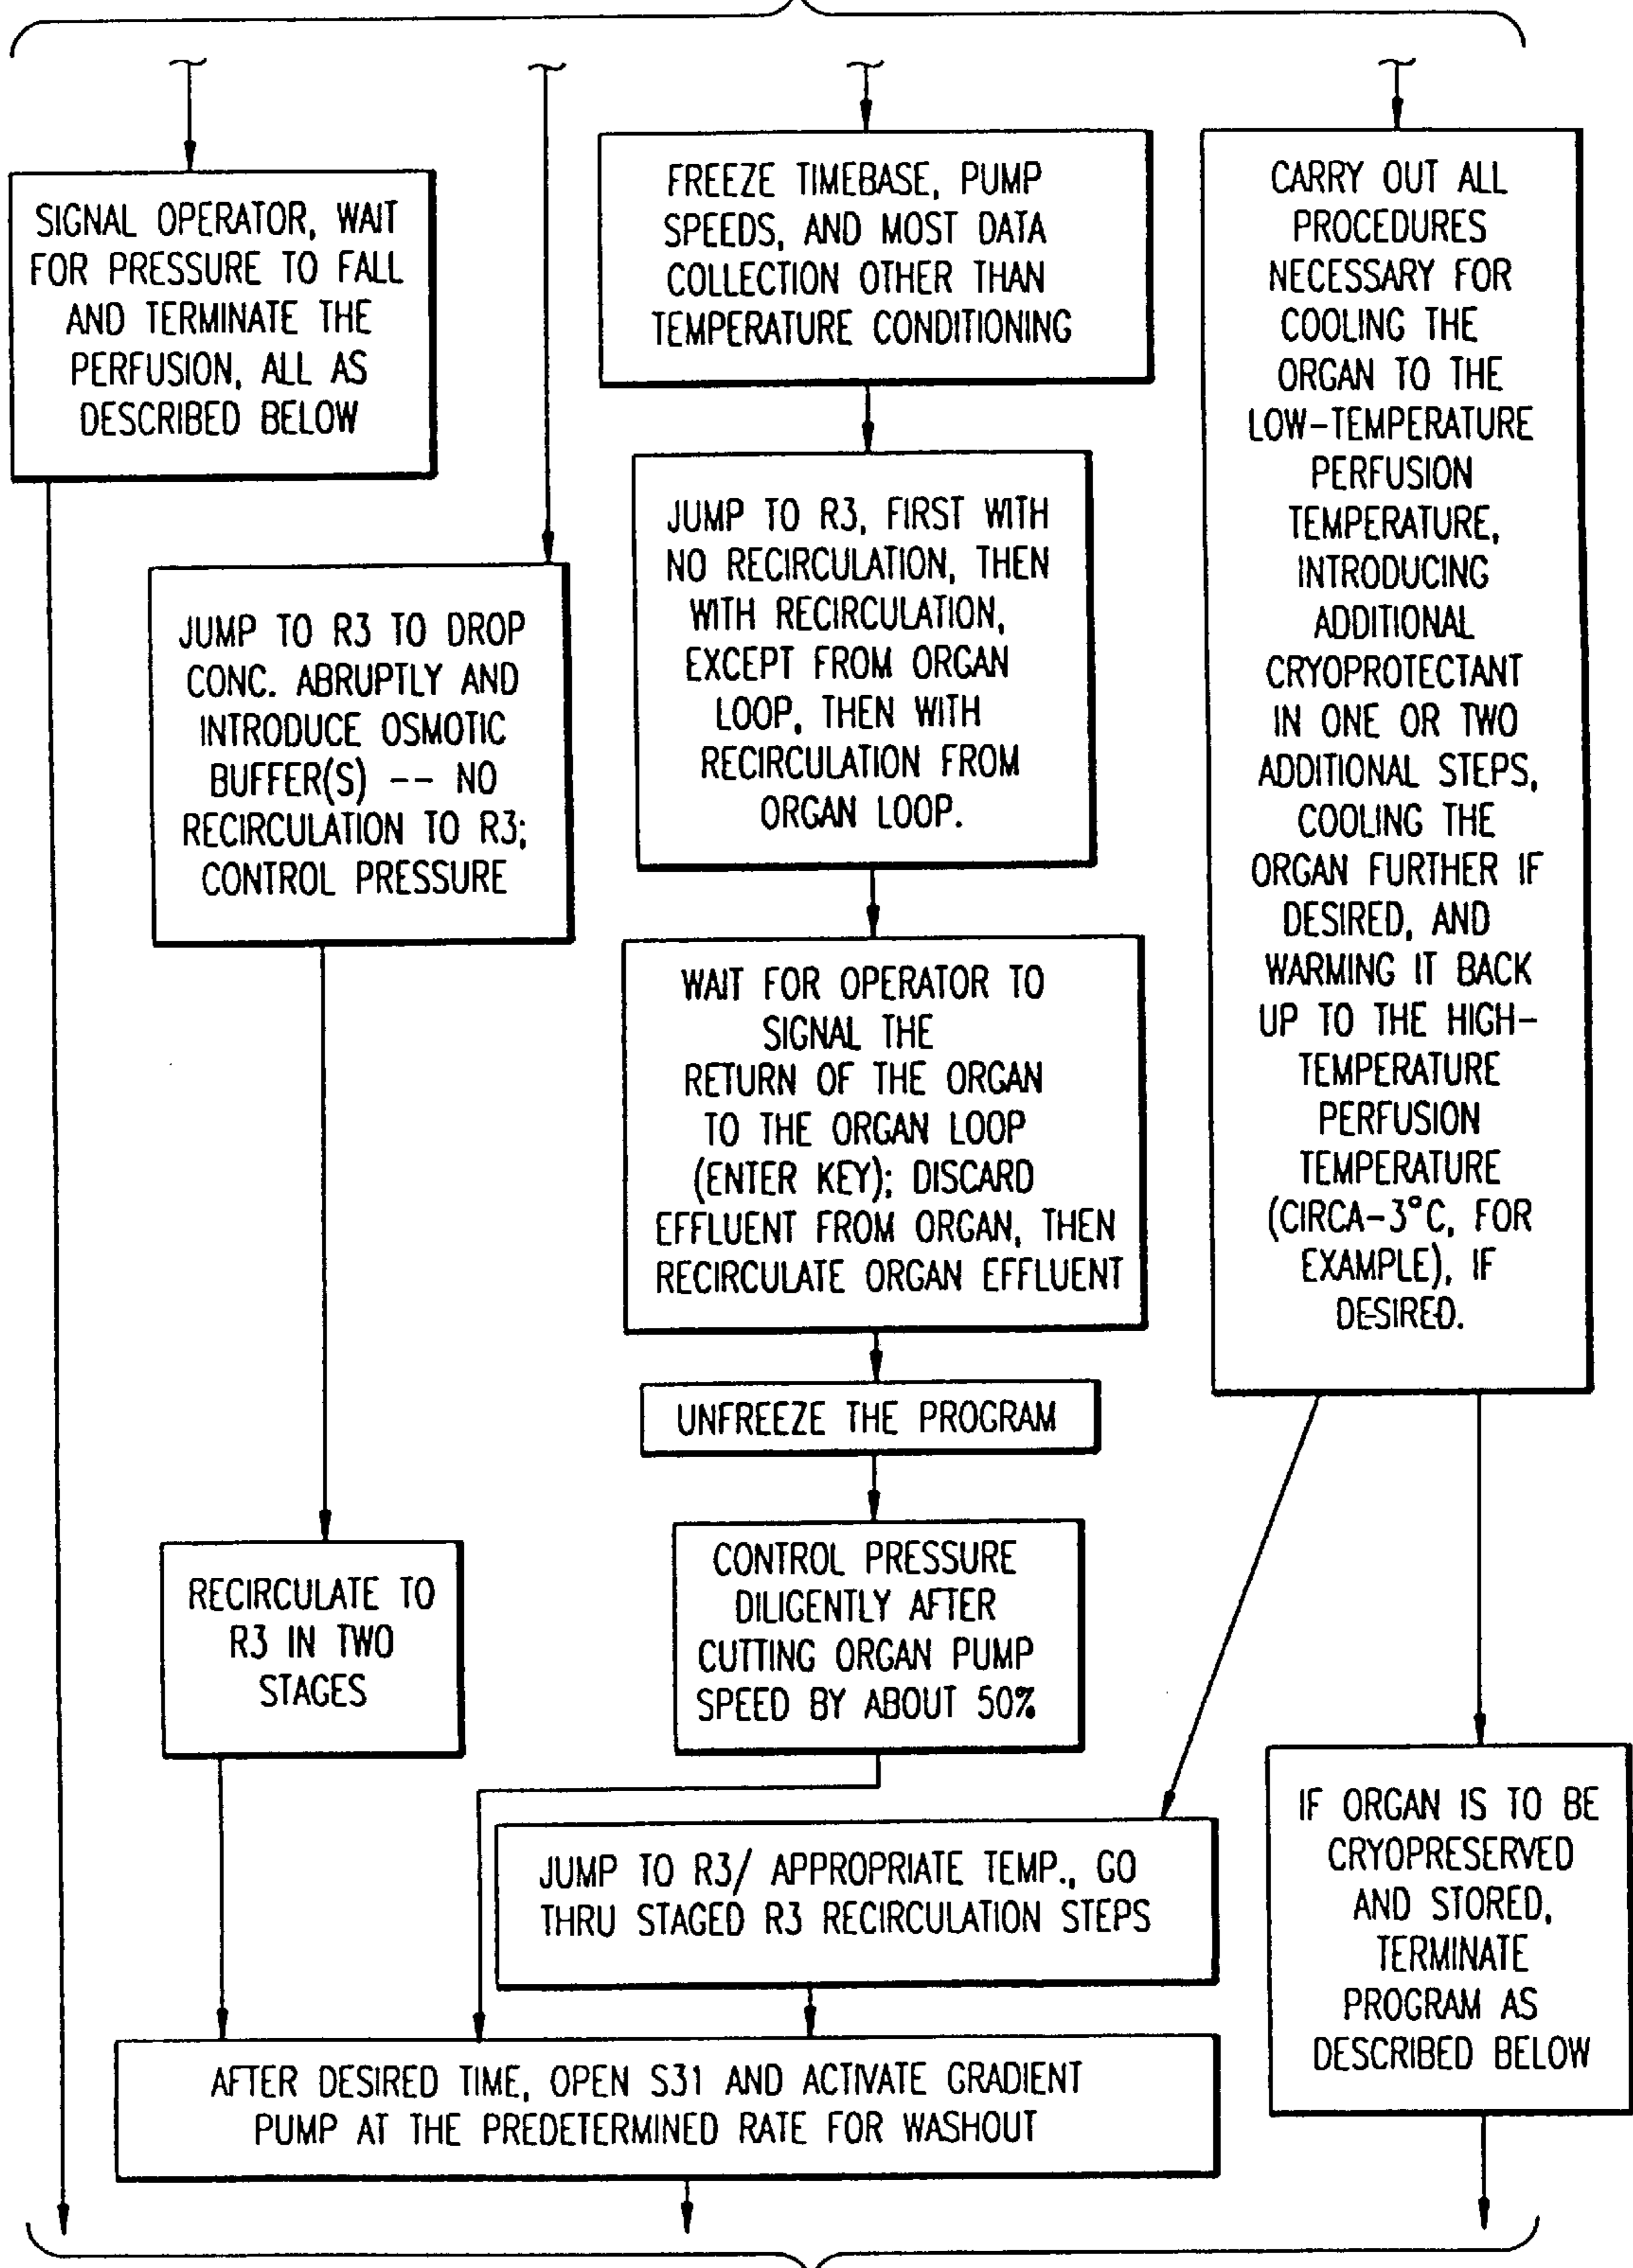 SIGNAL OPERATOR, WAIT
FOR PRESSURE TO FALL
AND TERMINATE THE
PERFUSION, ALL AS
DESCRIBED BELOW
JUMP TO R3 TO DROP
CONC. ABRUPTLY AND
INTRODUCE OSMOTIC
BUFFER(S) -- NO
RECIRCULATION TO R3;
CONTROL PRESSURE
RECIRCULATE TO
R3 IN TWO
STAGES
FREEZE TIMEBASE, PUMP
SPEEDS, AND MOST DATA
COLLECTION OTHER THAN
TEMPERATURE CONDITIONING
JUMP TO R3, FIRST WITH
NO RECIRCULATION, THEN
WITH RECIRCULATION,
EXCEPT FROM ORGAN
LOOP, THEN WITH
RECIRCULATION FROM
ORGAN LOOP.
WAIT FOR OPERATOR TO
SIGNAL THE
RETURN OF THE ORGAN
TO THE ORGAN LOOP
(ENTER KEY); DISCARD
EFFLUENT FROM ORGAN, THEN
RECIRCULATE ORGAN EFFLUENT
UNFREEZE THE PROGRAM
CONTROL PRESSURE
DILIGENTLY AFTER
CUTTING ORGAN PUMP
SPEED BY ABOUT 50%
CARRY OUT ALL
PROCEDURES
NECESSARY FOR
COOLING THE
ORGAN TO THE
LOW-TEMPERATURE
PERFUSION
TEMPERATURE,
INTRODUCING
ADDITIONAL
CRYOPROTECTANT
IN ONE OR TWO
ADDITIONAL STEPS,
COOLING THE
ORGAN FURTHER IF
DESIRED, AND
WARMING IT BACK
UP TO THE HIGH-
TEMPERATURE
PERFUSION
TEMPERATURE
(CIRCA-3°C, FOR
EXAMPLE), IF
DESIRED.
JUMP TO R3/ APPROPRIATE TEMP., GO
THRU STAGED R3 RECIRCULATION STEPS
IF ORGAN IS TO BE
CRYOPRESERVED
AND STORED,
TERMINATE
PROGRAM AS
DESCRIBED BELOW
AFTER DESIRED TIME, OPEN S31 AND ACTIVATE GRADIENT
PUMP AT THE PREDETERMINED RATE FOR WASHOUT